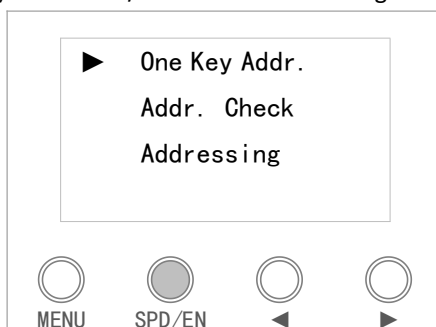 ▶ One Key Addr.
Addr. Check
Addressing
MENU SPD/EN ◀ ▶